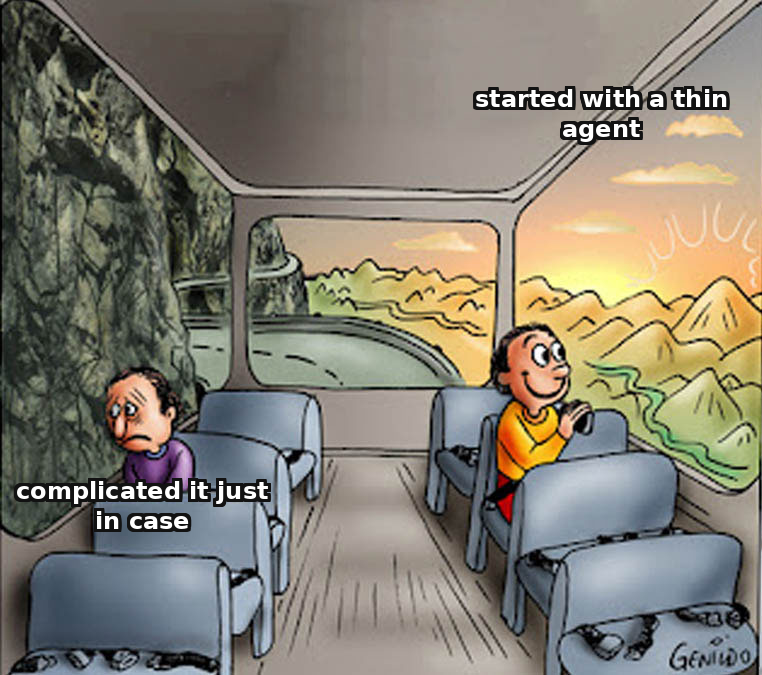 started with a thin
agent
complicated it just
in case
GENILDO